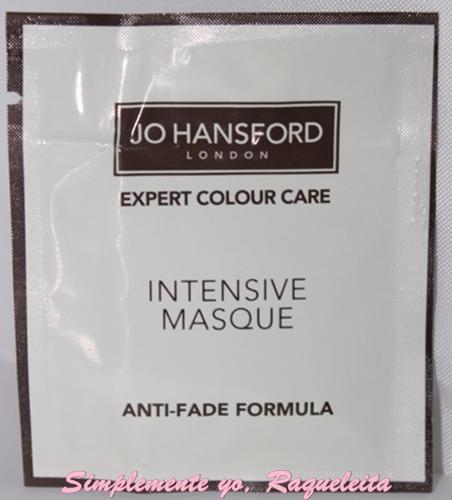 JO HANSFORD
LONDON
EXPERT COLOUR CARE
INTENSIVE
MASQUE
ANTI-FADE FORMULA
Simplemente yo, Raqueleita